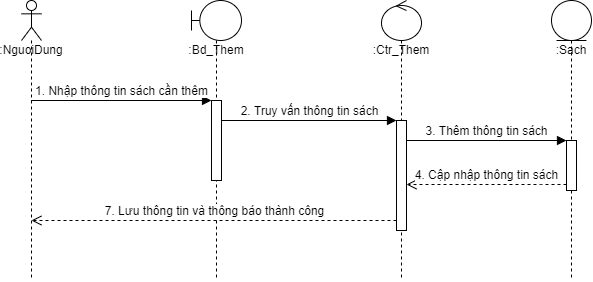 :NguoiDung
:Bd_Them
:Ctr_Them
:Sach
1. Nhập thông tin sách cần thêm
2. Truy vấn thông tin sách
3. Thêm thông tin sách
4. Cập nhập thông tin sách
7. Lưu thông tin và thông báo thành công